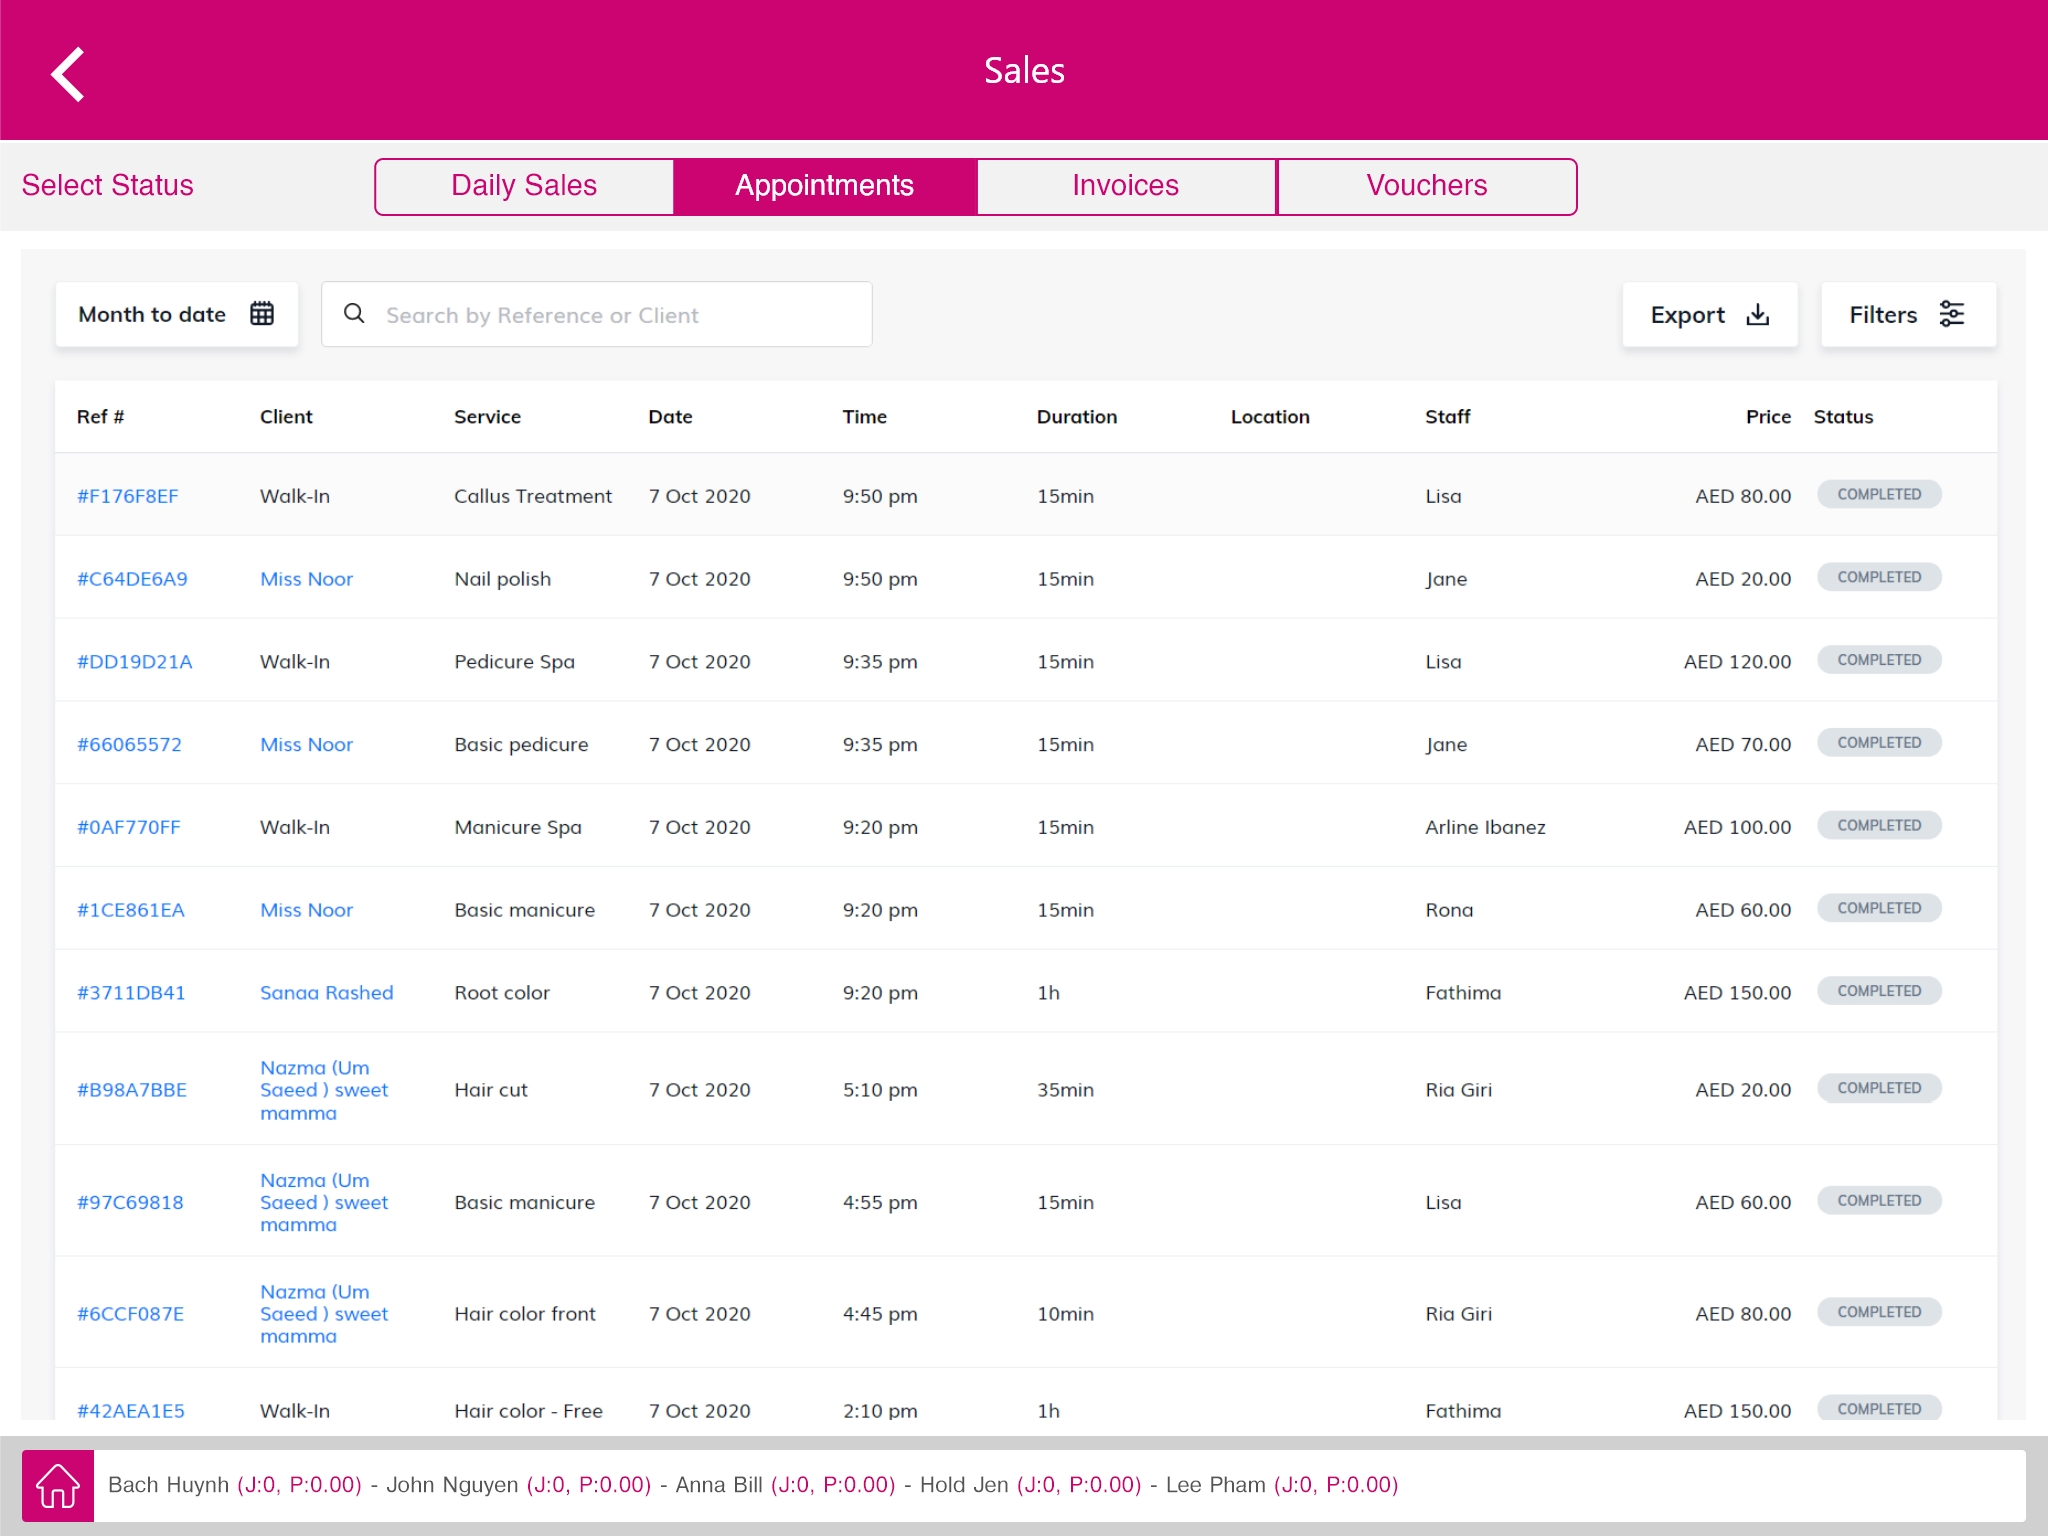 Sales
Select Status Daily Sales Appointments Invoices Vouchers
Month to date Search by Reference or Client Export Filters
Ref # Client Service Date Time Duration Location Staff Price Status
#F176F8EF Walk-In Callus Treatment 7 Oct 2020 9:50 pm 15min Lisa AED 80.00 COMPLETED
#C64DE6A9 Miss Noor Nail polish 7 Oct 2020 9:50 pm 15min Jane AED 20.00 COMPLETED
#DD19D21A Walk-In Pedicure Spa 7 Oct 2020 9:35 pm 15min Lisa AED 120.00 COMPLETED
#66065572 Miss Noor Basic pedicure 7 Oct 2020 9:35 pm 15min Jane AED 70.00 COMPLETED
#0AF770FF Walk-In Manicure Spa 7 Oct 2020 9:20 pm 15min Arline Ibanez AED 100.00 COMPLETED
#1CE861EA Miss Noor Basic manicure 7 Oct 2020 9:20 pm 15min Rona AED 60.00 COMPLETED
#3711DB41 Sanaa Rashed Root color 7 Oct 2020 9:20 pm 1h Fathima AED 150.00 COMPLETED
Nazma (Um
#B98A7BBE Saeed ) sweet Hair cut 7 Oct 2020 5:10 pm 35min Ria Giri AED 20.00 COMPLETED
mamma
Nazma (Um
#97C69818 Saeed ) sweet Basic manicure 7 Oct 2020 4:55 pm 15min Lisa AED 60.00 COMPLETED
mamma
Nazma (Um
#6CCF087E Saeed ) sweet Hair color front 7 Oct 2020 4:45 pm 10min Ria Giri AED 80.00 COMPLETED
mamma
#42AEA1E5 Walk-In Hair color - Free 7 Oct 2020 2:10 pm 1h Fathima AED 150.00 COMPLETED
Bach Huynh (J:0, P:0.00) - John Nguyen (J:0, P:0.00) - Anna Bill (J:0, P:0.00) - Hold Jen (J:0, P:0.00) - Lee Pham (J:0, P:0.00)